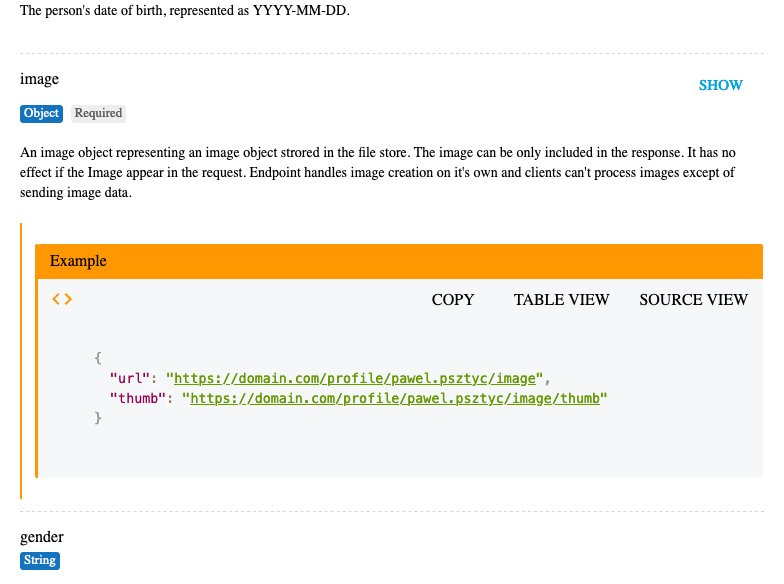 The person's date of birth, represented as YYYY-MM-DD.
image
SHOW
Object Required
An image object representing an image object strored in the file store. The image can be only included in the response. It has no
effect if the Image appear in the request. Endpoint handles image creation on it's own and clients can't process images except of
sending image data.
Example
<> COPY TABLE VIEW SOURCE VIEW
{
"url": "https://domain.com/profile/pawel.psztyc/image",
"thumb": "https://domain.com/profile/pawel.psztyc/image/thumb"
}
gender
String